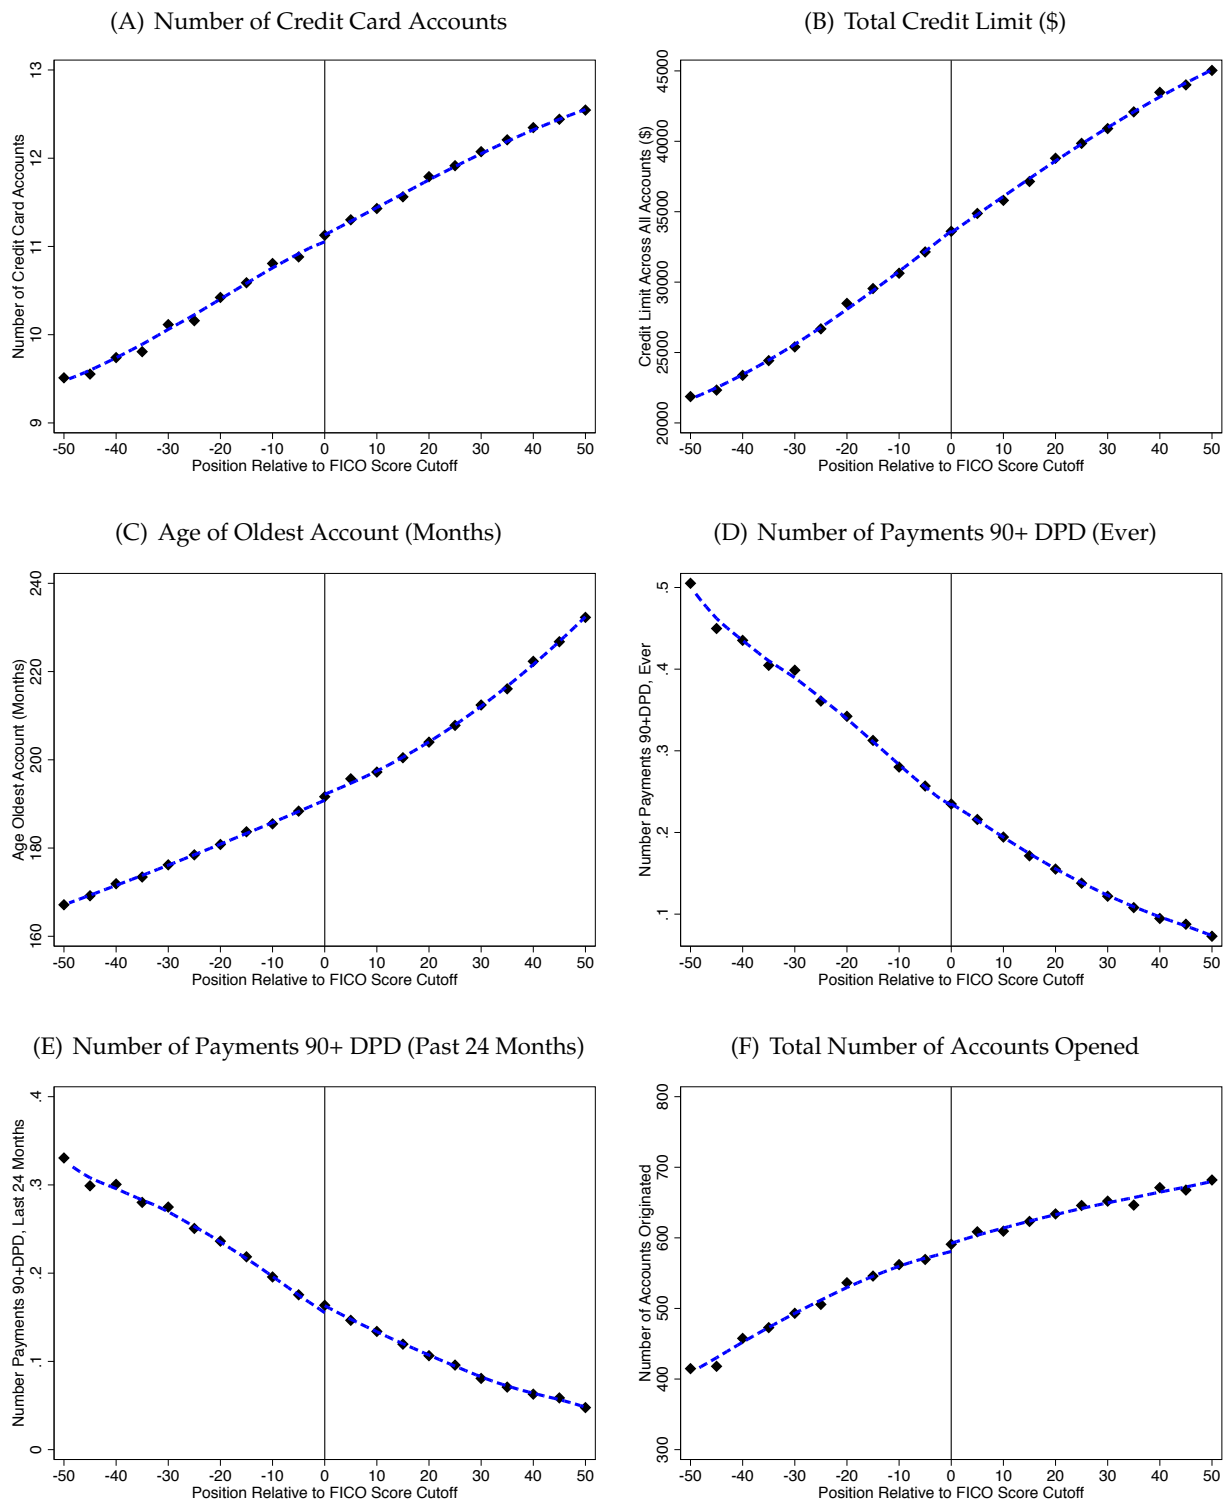 (A) Number of Credit Card Accounts
Number of Credit Card Accounts
13
12
11
10
9
-50 -40 -30 -20 -10 0 10 20 30 40 50
Position Relative to FICO Score Cutoff
(B) Total Credit Limit ($)
Credit Limit Across All Accounts ($)
45000
40000
35000
30000
25000
20000
-50 -40 -30 -20 -10 0 10 20 30 40 50
Position Relative to FICO Score Cutoff
(C) Age of Oldest Account (Months)
Age Oldest Account (Months)
240
220
200
180
160
-50 -40 -30 -20 -10 0 10 20 30 40 50
Position Relative to FICO Score Cutoff
(D) Number of Payments 90+ DPD (Ever)
Number Payments 90+DPD, Ever
.5
.4
.3
.2
.1
-50 -40 -30 -20 -10 0 10 20 30 40 50
Position Relative to FICO Score Cutoff
(E) Number of Payments 90+ DPD (Past 24 Months)
Number Payments 90+DPD, Last 24 Months
.4
.3
.2
.1
0
-50 -40 -30 -20 -10 0 10 20 30 40 50
Position Relative to FICO Score Cutoff
(F) Total Number of Accounts Opened
Number of Accounts Originated
800
700
600
500
400
300
-50 -40 -30 -20 -10 0 10 20 30 40 50
Position Relative to FICO Score Cutoff